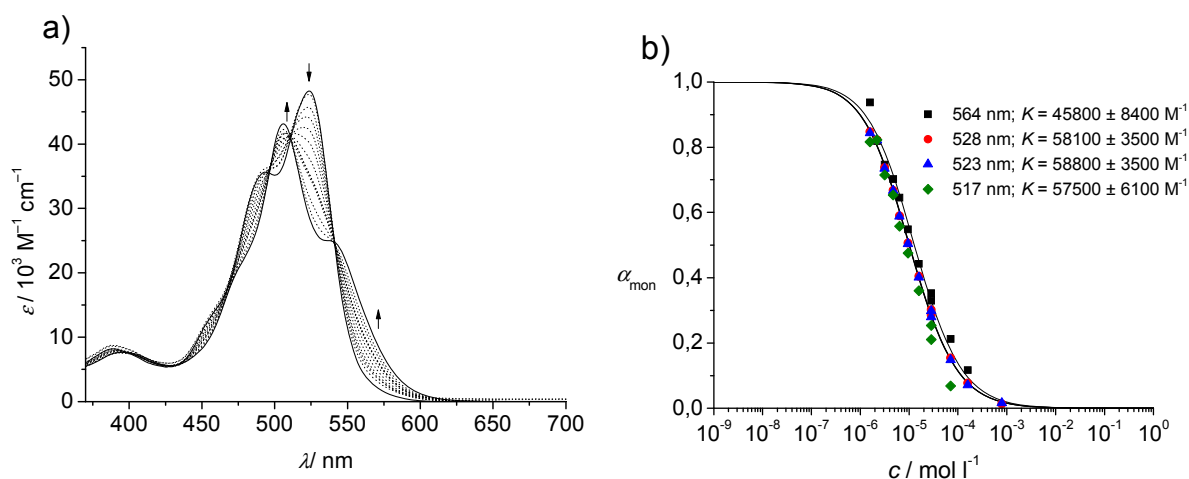 a)
50
40
30
20
10
0
ε / 10³ M⁻¹ cm⁻¹
400 450 500 550 600 650 700
λ/ nm
b)
1,0
0,8
0,6
0,4
0,2
0,0
αmon
564 nm; K = 45800 ± 8400 M⁻¹
528 nm; K = 58100 ± 3500 M⁻¹
523 nm; K = 58800 ± 3500 M⁻¹
517 nm; K = 57500 ± 6100 M⁻¹
10⁻⁹ 10⁻⁸ 10⁻⁷ 10⁻⁶ 10⁻⁵ 10⁻⁴ 10⁻³ 10⁻² 10⁻¹ 10⁰
c / mol l⁻¹